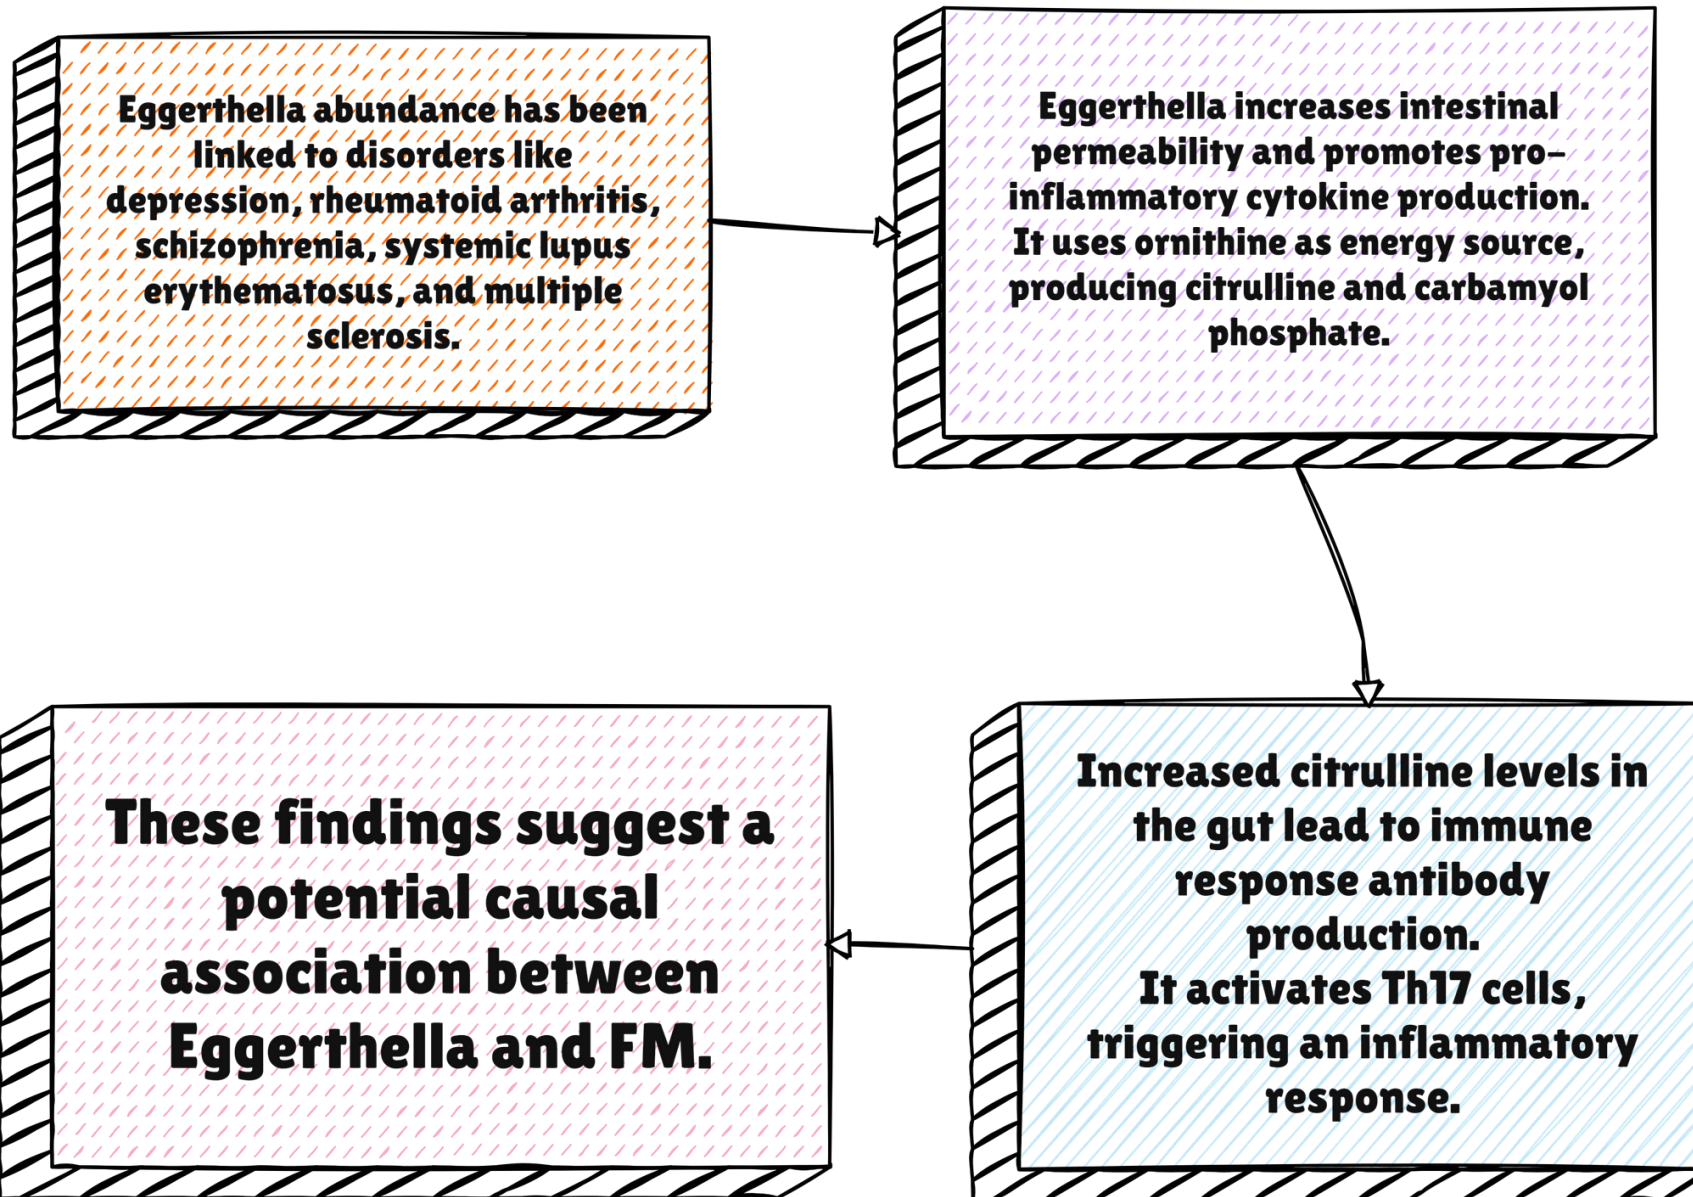 Eggerthella abundance has been
linked to disorders like
depression, rheumatoid arthritis,
schizophrenia, systemic lupus
erythematosus, and multiple
sclerosis.
Eggerthella increases intestinal
permeability and promotes pro-
inflammatory cytokine production.
It uses ornithine as energy source,
producing citrulline and carbamyol
phosphate.
Increased citrulline levels in
the gut lead to immune
response antibody
production.
It activates Th17 cells,
triggering an inflammatory
response.
These findings suggest a
potential causal
association between
Eggerthella and FM.